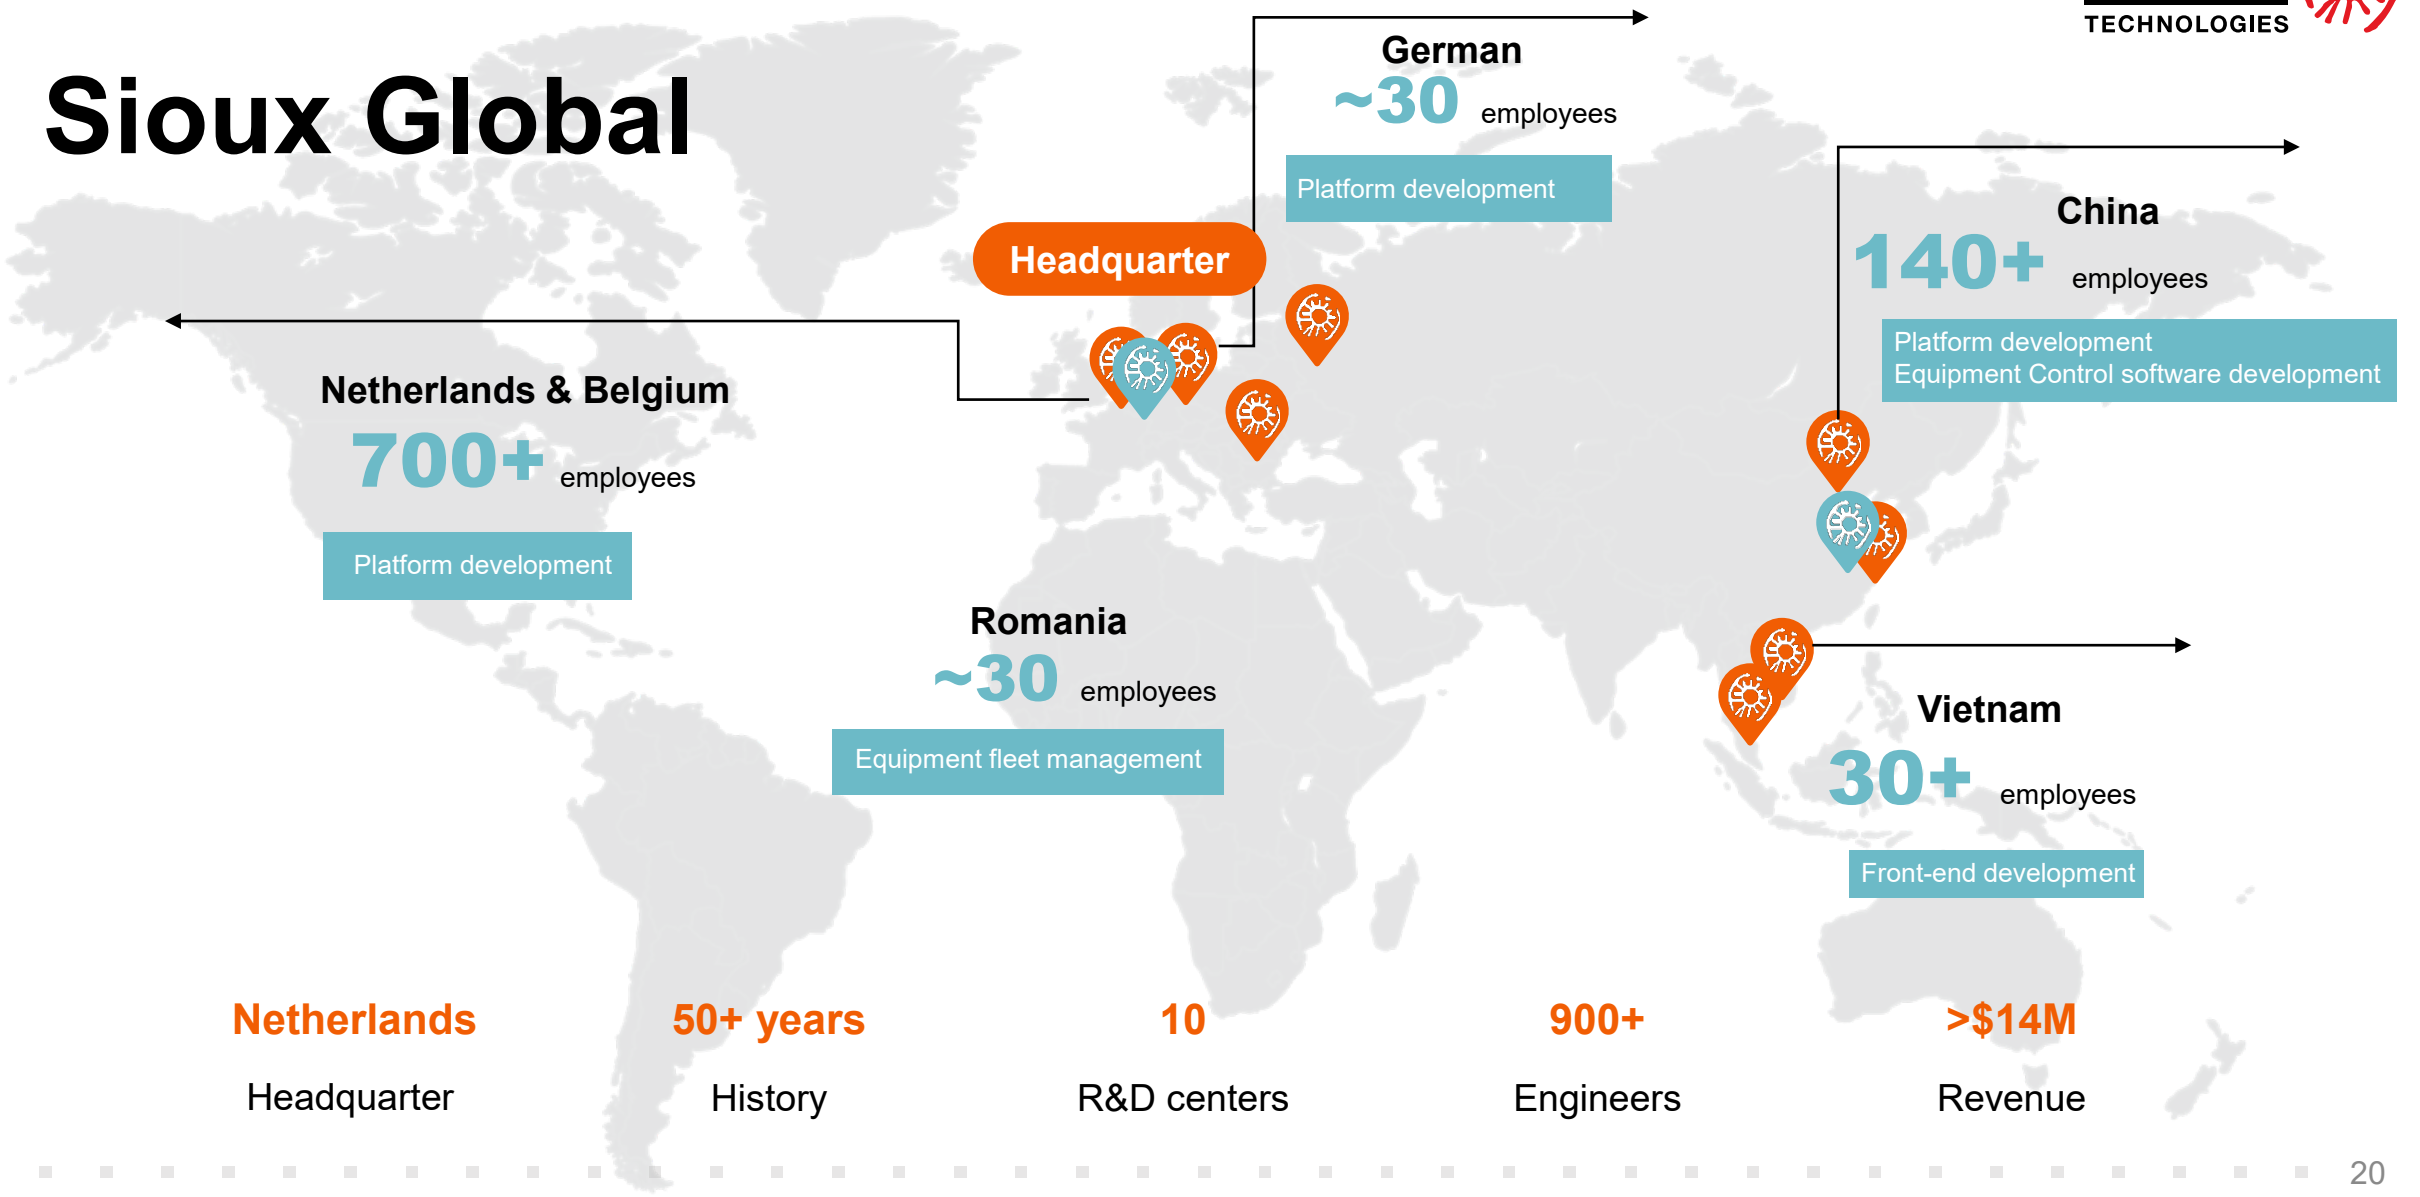 TECHNOLOGIES
Sioux Global
German
~30 employees
Platform development
Headquarter
China
140+ employees
Platform development
Equipment Control software development
Netherlands & Belgium
700+ employees
Platform development
Romania
~30 employees
Equipment fleet management
Vietnam
30+ employees
Front-end development
Netherlands
Headquarter
50+ years
History
10
R&D centers
900+
Engineers
>$14M
Revenue
20